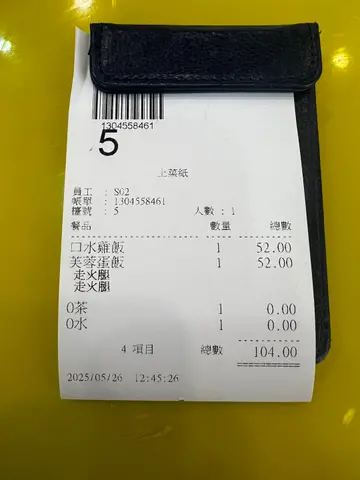 1304558461
5
上菜紙
員工 : S02
帳單 : 1304558461
檯號 : 5 人數 : 1
餐品 數量 總數
口水雞飯 1 52.00
芙蓉蛋飯 1 52.00
走火腿
走火腿
0茶 1 0.00
0水 1 0.00
4 項目 總數 104.00
2025/05/26 12:45:26